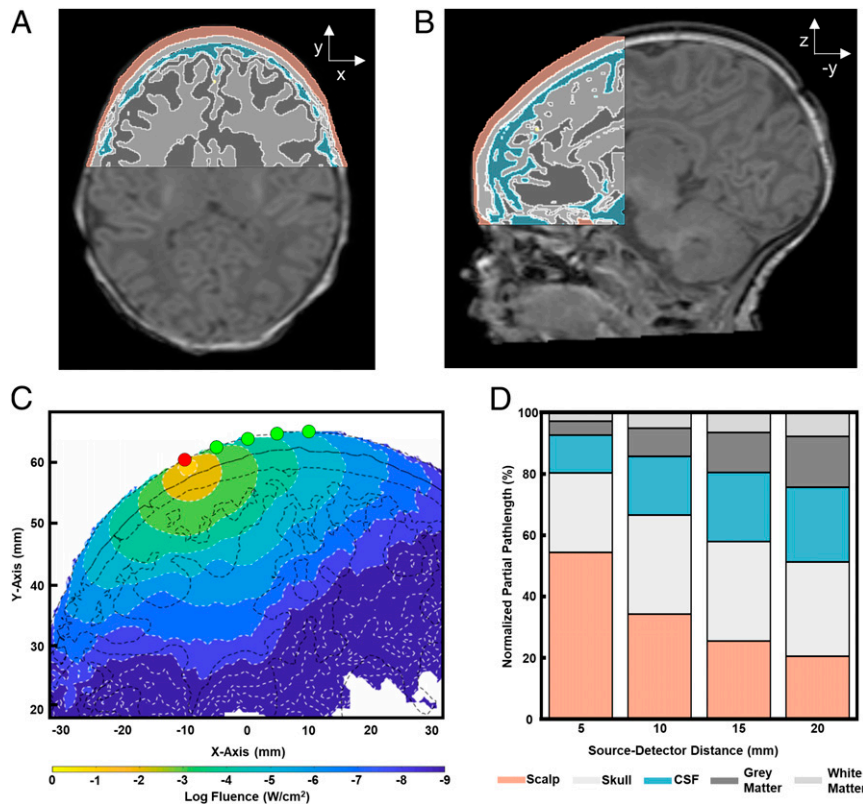 A
y
x
B
z
-y
C
Y-Axis (mm)
60
50
40
30
20
-30 -20 -10 0 10 20 30
X-Axis (mm)
0 -1 -2 -3 -4 -5 -6 -7 -8 -9
Log Fluence (W/cm²)
D
Normalized Partial Pathlength (%)
100
80
60
40
20
0
5 10 15 20
Source-Detector Distance (mm)
Scalp Skull CSF Grey Matter White Matter